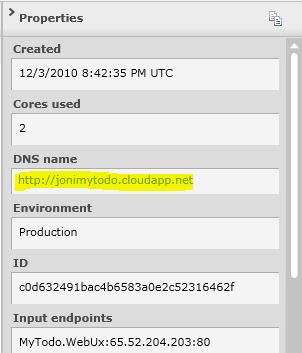 Properties
Created
12/3/2010 8:42:35 PM UTC
Cores used
2
DNS name
http://jonimytodo.cloudapp.net
Environment
Production
ID
c0d632491bac4b6583a0e2c52316462f
Input endpoints
MyTodo.WebUx:65.52.204.203:80